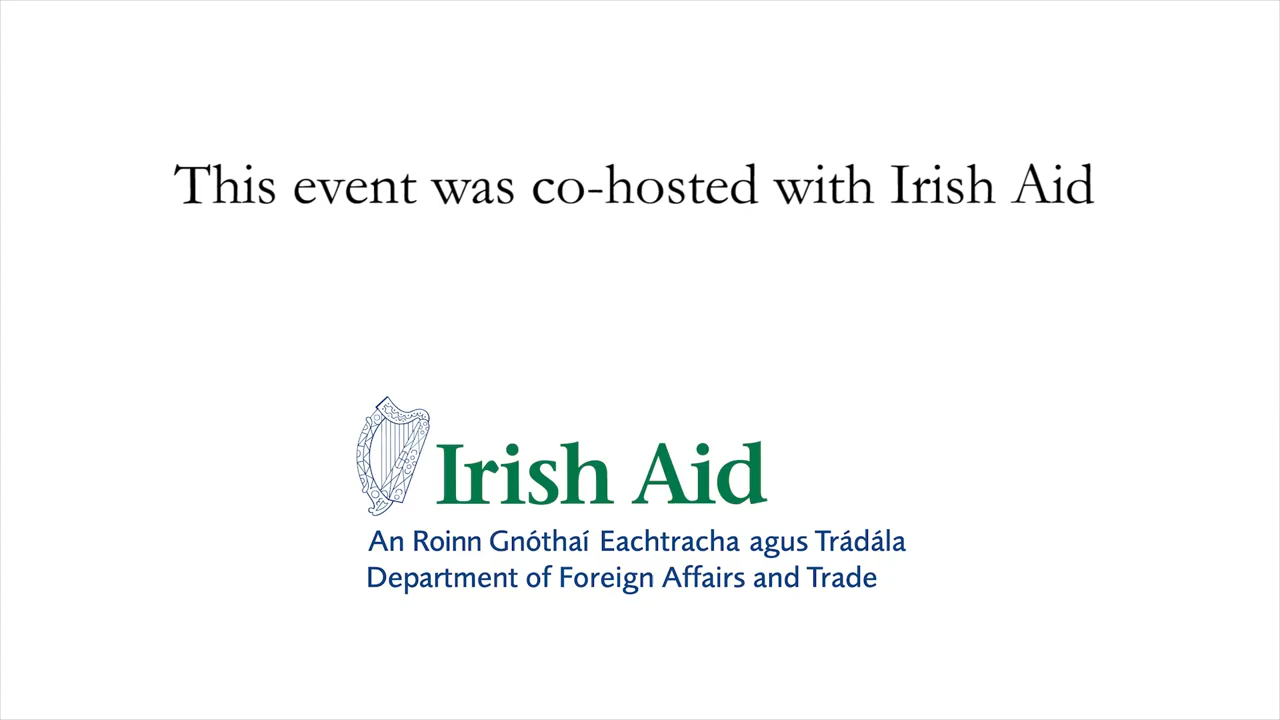 This event was co-hosted with Irish Aid
Irish Aid
An Roinn Gnóthaí Eachtracha agus Trádála
Department of Foreign Affairs and Trade